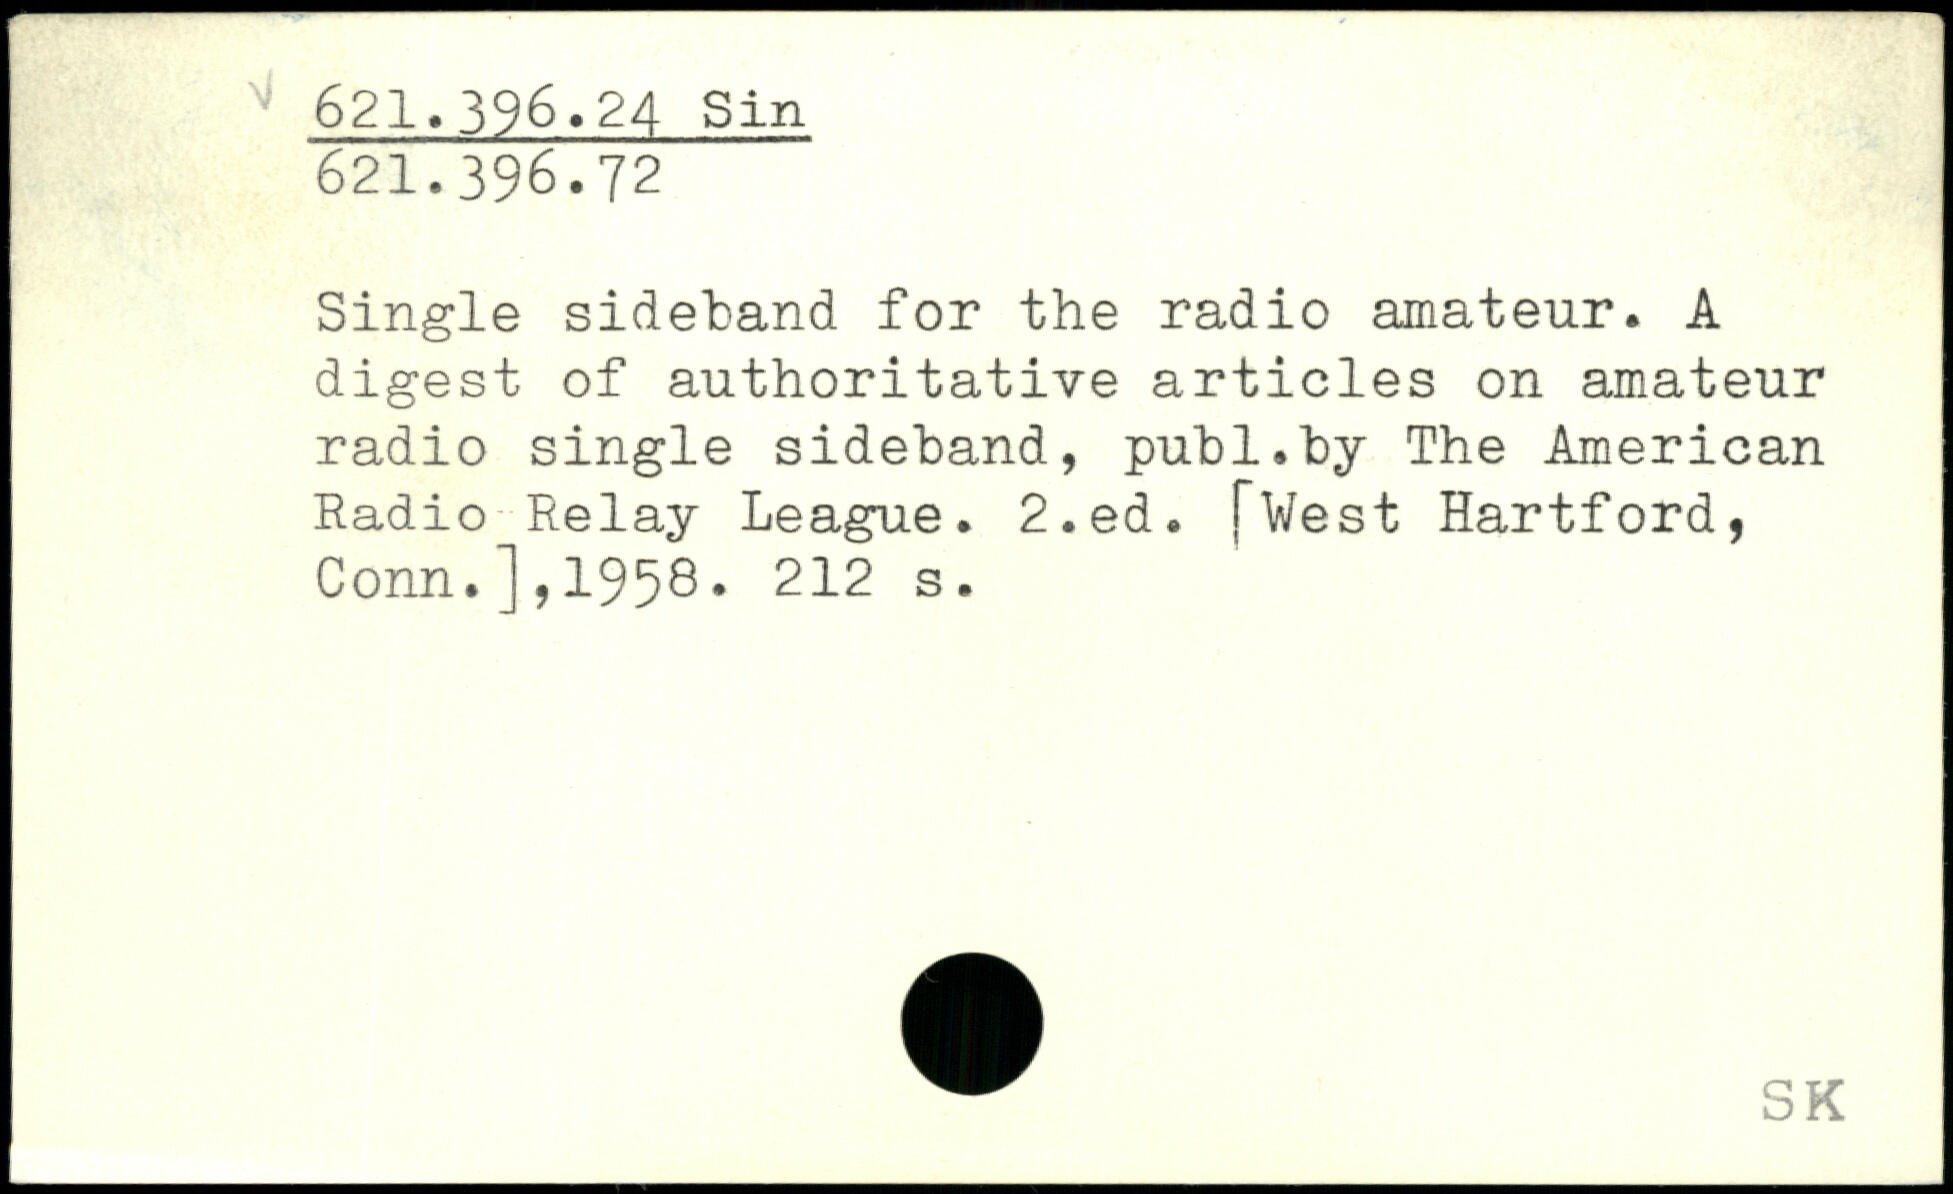 √ 621.396.24 Sin
621.396.72
Single sideband for the radio amateur. A
digest of authoritative articles on amateur
radio single sideband, publ.by The American
Radio Relay League. 2.ed. [West Hartford,
Conn.],1958. 212 s.
SK